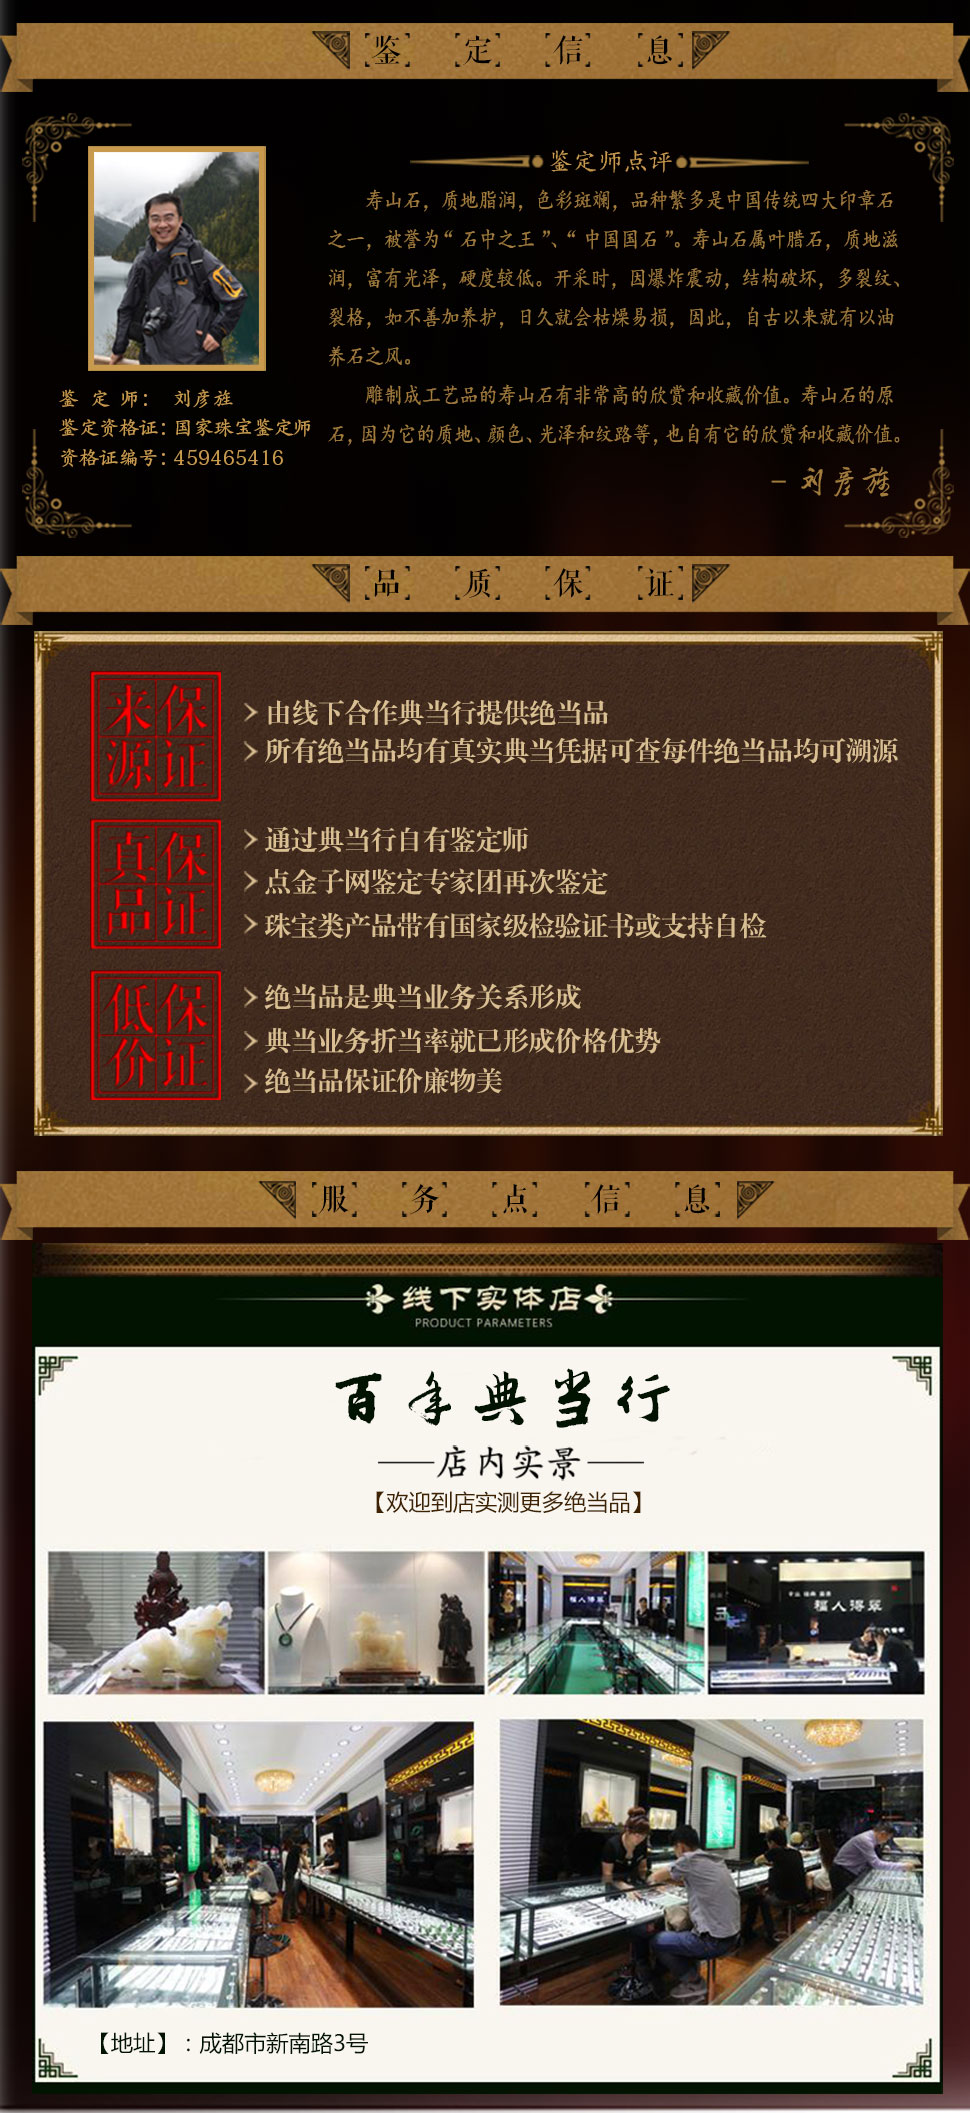 鉴定信息
鉴定师点评
寿山石，质地脂润，色彩斑斓，品种繁多是中国传统四大印章石
之一，被誉为“石中之王”、“中国国石”。寿山石属叶腊石，质地滋
润，富有光泽，硬度较低。开采时，因爆炸震动，结构破坏，多裂纹、
裂格，如不善加养护，日久就会枯燥易损，因此，自古以来就有以油
养石之风。
雕制成工艺品的寿山石有非常高的欣赏和收藏价值。寿山石的原
石，因为它的质地、颜色、光泽和纹路等，也自有它的欣赏和收藏价值。
- 刘彦旌
鉴 定 师： 刘彦旌
鉴定资格证：国家珠宝鉴定师
资格证编号：459465416
品质保证
来源保证
由线下合作典当行提供绝当品
所有绝当品均有真实典当凭据可查每件绝当品均可溯源
真品保证
通过典当行自有鉴定师
点金子网鉴定专家团再次鉴定
珠宝类产品带有国家级检验证书或支持自检
低价保证
绝当品是典当业务关系形成
典当业务折当率就已形成价格优势
绝当品保证价廉物美
服务点信息
线下实体店
PRODUCT PARAMETERS
百年典当行
店内实景
【欢迎到店实测更多绝当品】
福人得翠
福人得翠
【地址】：成都市新南路3号